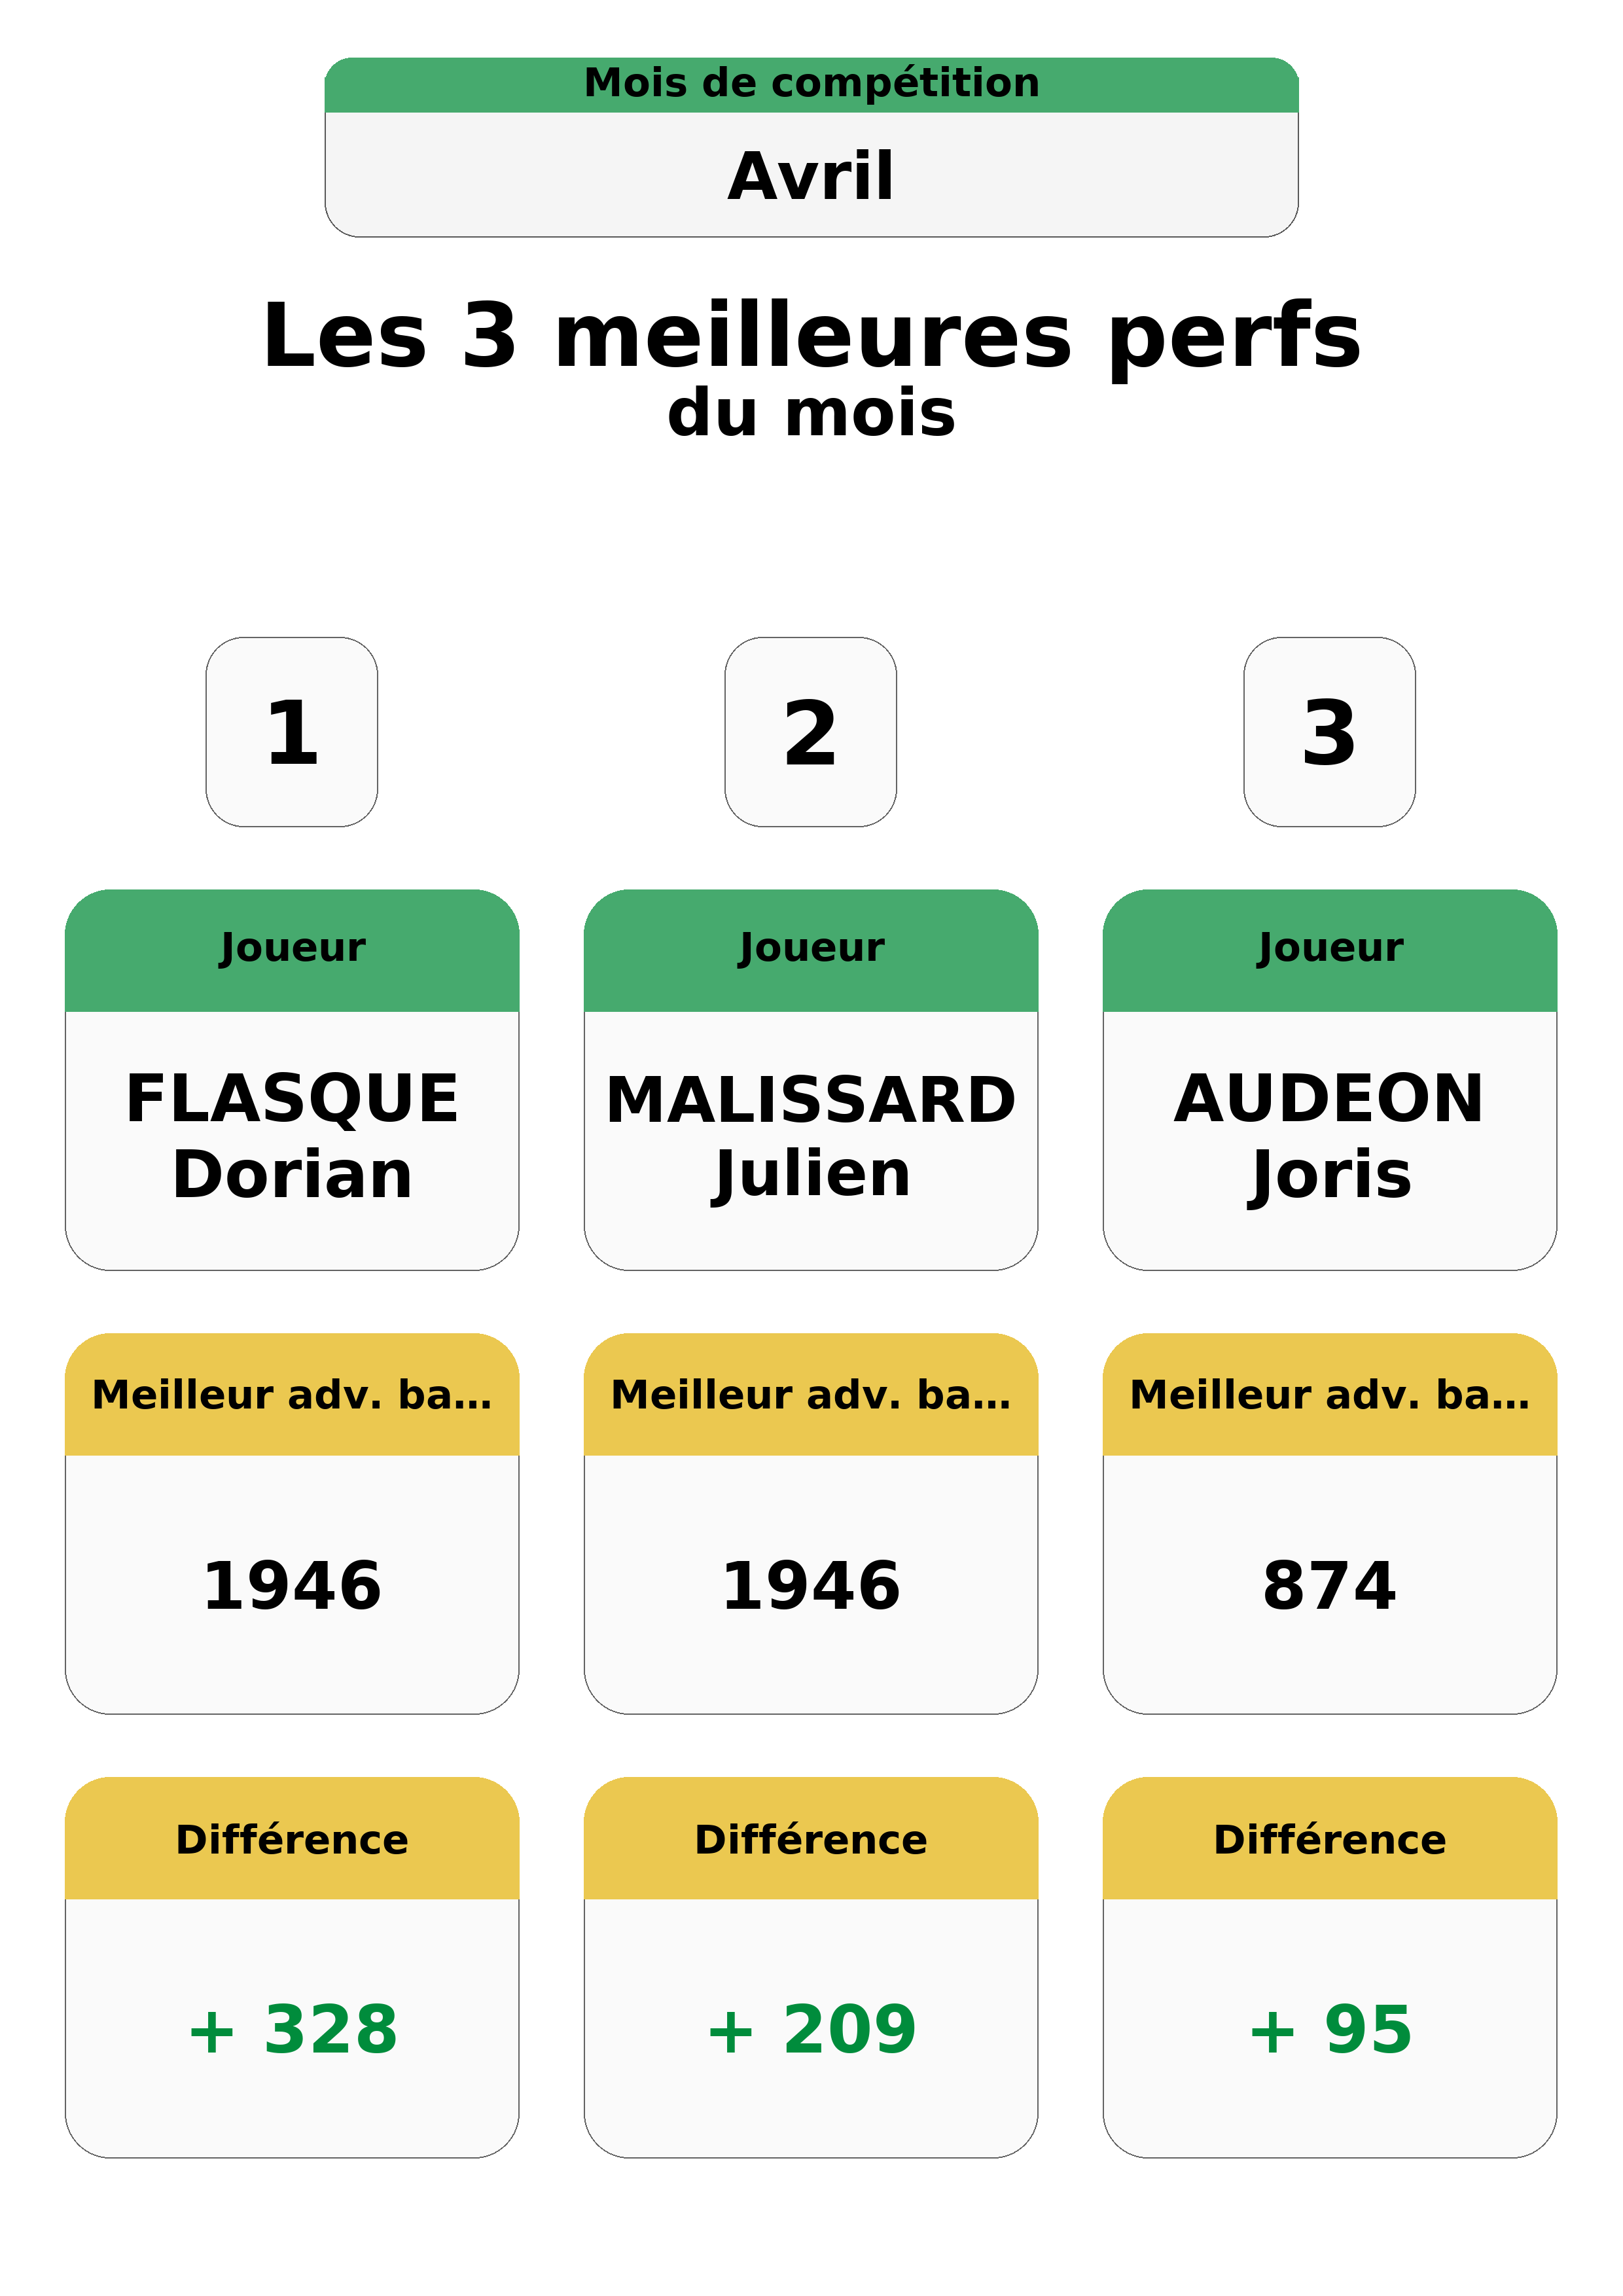 Mois de compétition
Avril
Les 3 meilleures perfs
du mois
1
2
3
Joueur
Joueur
Joueur
FLASQUE
Dorian
MALISSARD
Julien
AUDEON
Joris
Meilleur adv. ba...
Meilleur adv. ba...
Meilleur adv. ba...
1946
1946
874
Différence
Différence
Différence
+ 328
+ 209
+ 95